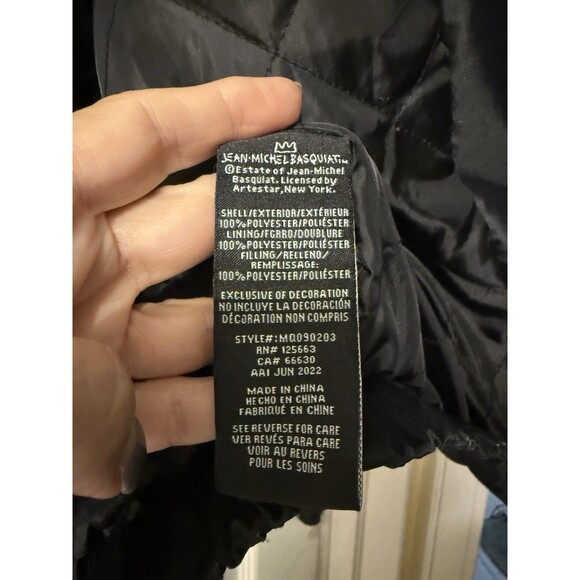 JEAN-MICHEL BASQUIAT™
©Estate of Jean-Michel
Basquiat. Licensed by
Artestar, New York.
SHELL/EXTERIOR/EXTÉRIEUR
100%POLYESTER/POLIÉSTER
LINING/FORRO/DOUBLURE
100%POLYESTER/POLIÉSTER
FILLING/RELLENO/
REMPLISSAGE:
100%POLYESTER/POLIÉSTER
EXCLUSIVE OF DECORATION
NO INCLUYE LA DECORACIÓN
DÉCORATION NON COMPRIS
STYLE#:MQ090203
RN# 125663
CA# 66630
AAI JUN 2022
MADE IN CHINA
HECHO EN CHINA
FABRIQUÉ EN CHINE
SEE REVERSE FOR CARE
VER REVÉS PARA CARE
VOIR AU REVERS
POUR LES SOINS